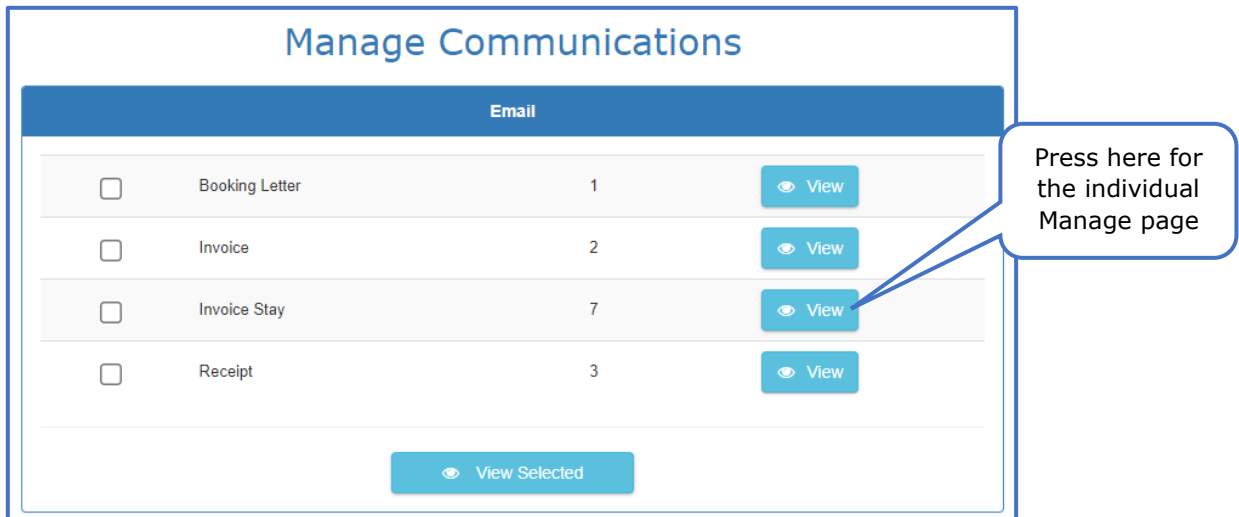 Manage Communications
Email
Booking Letter 1 View
Invoice 2 View
Invoice Stay 7 View
Receipt 3 View
View Selected
Press here for
the individual
Manage page